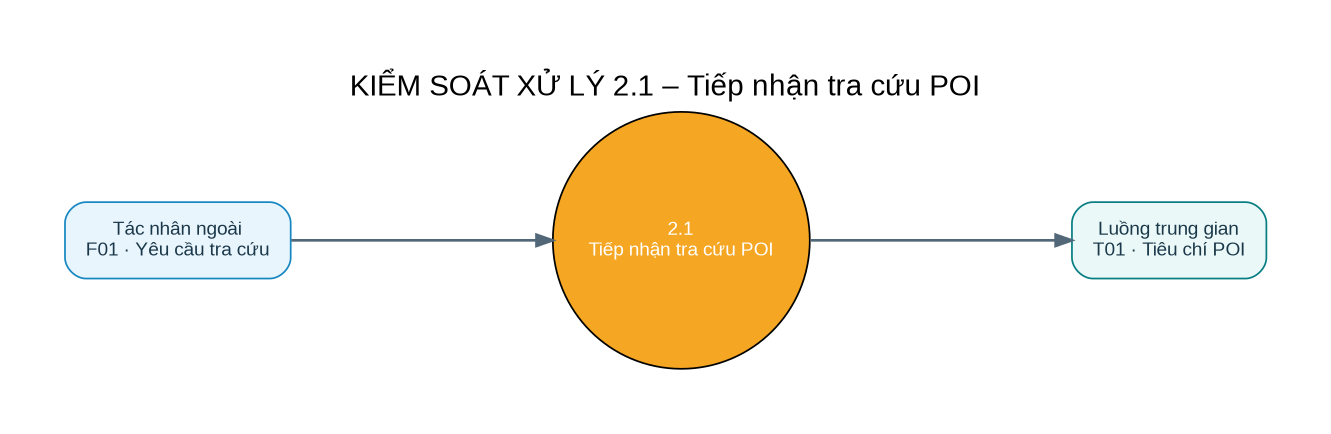 KIỂM SOÁT XỬ LÝ 2.1 – Tiếp nhận tra cứu POI
Tác nhân ngoài
F01 · Yêu cầu tra cứu
2.1
Tiếp nhận tra cứu POI
Luồng trung gian
T01 · Tiêu chí POI